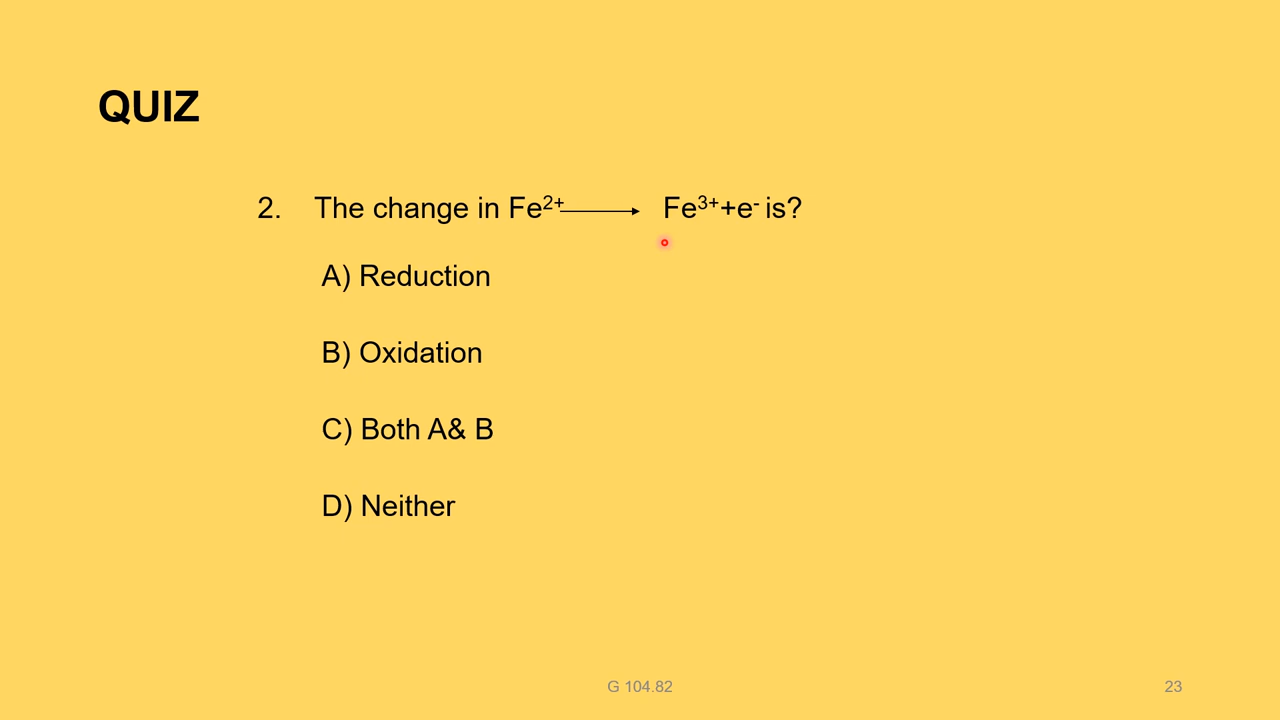 QUIZ
2. The change in Fe²⁺ ⟶ Fe³⁺+e⁻ is?
A) Reduction
B) Oxidation
C) Both A& B
D) Neither
G 104.82
23